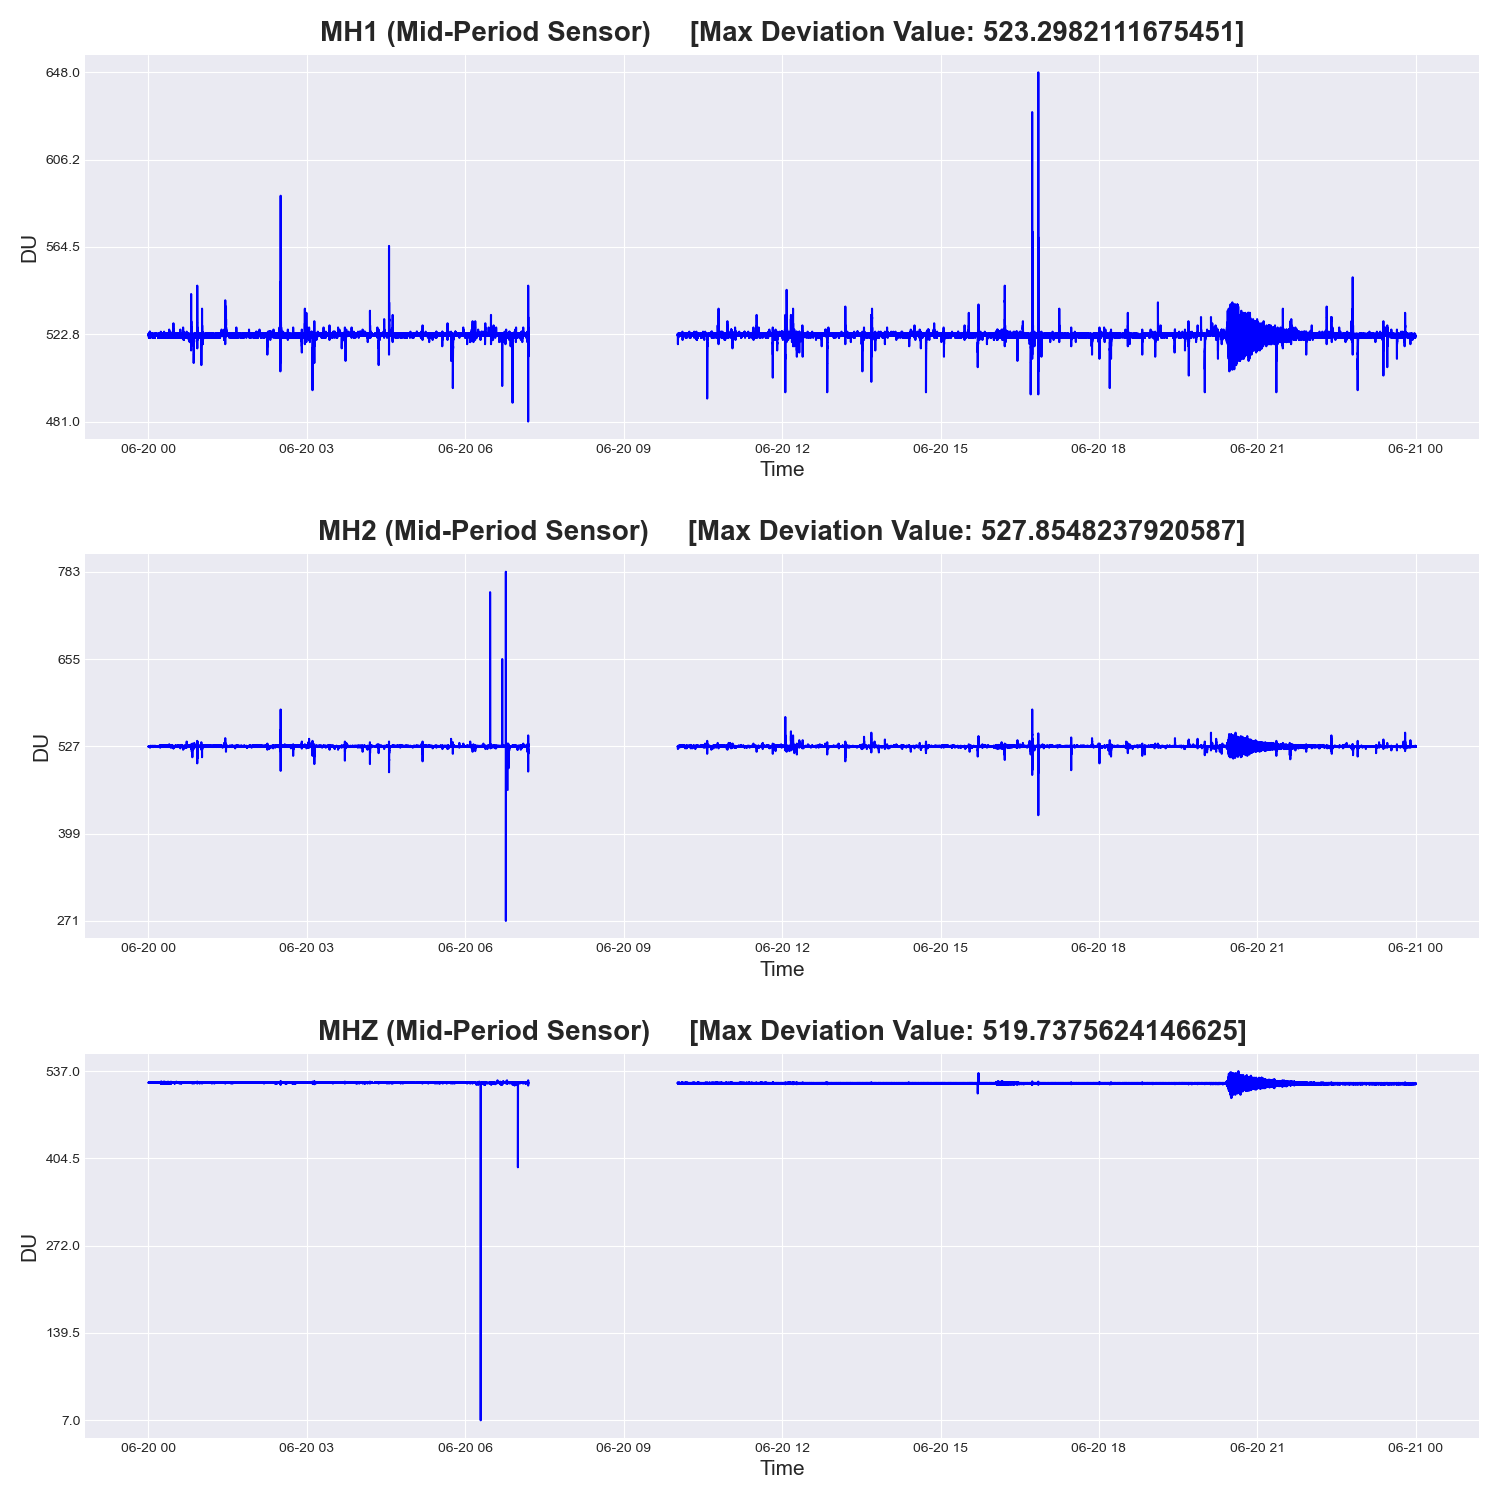 MH1 (Mid-Period Sensor) [Max Deviation Value: 523.2982111675451]
648.0
606.2
564.5
522.8
481.0
DU
06-20 00 06-20 03 06-20 06 06-20 09 06-20 12 06-20 15 06-20 18 06-20 21 06-21 00
Time
MH2 (Mid-Period Sensor) [Max Deviation Value: 527.8548237920587]
783
655
527
399
271
DU
06-20 00 06-20 03 06-20 06 06-20 09 06-20 12 06-20 15 06-20 18 06-20 21 06-21 00
Time
MHZ (Mid-Period Sensor) [Max Deviation Value: 519.7375624146625]
537.0
404.5
272.0
139.5
7.0
DU
06-20 00 06-20 03 06-20 06 06-20 09 06-20 12 06-20 15 06-20 18 06-20 21 06-21 00
Time